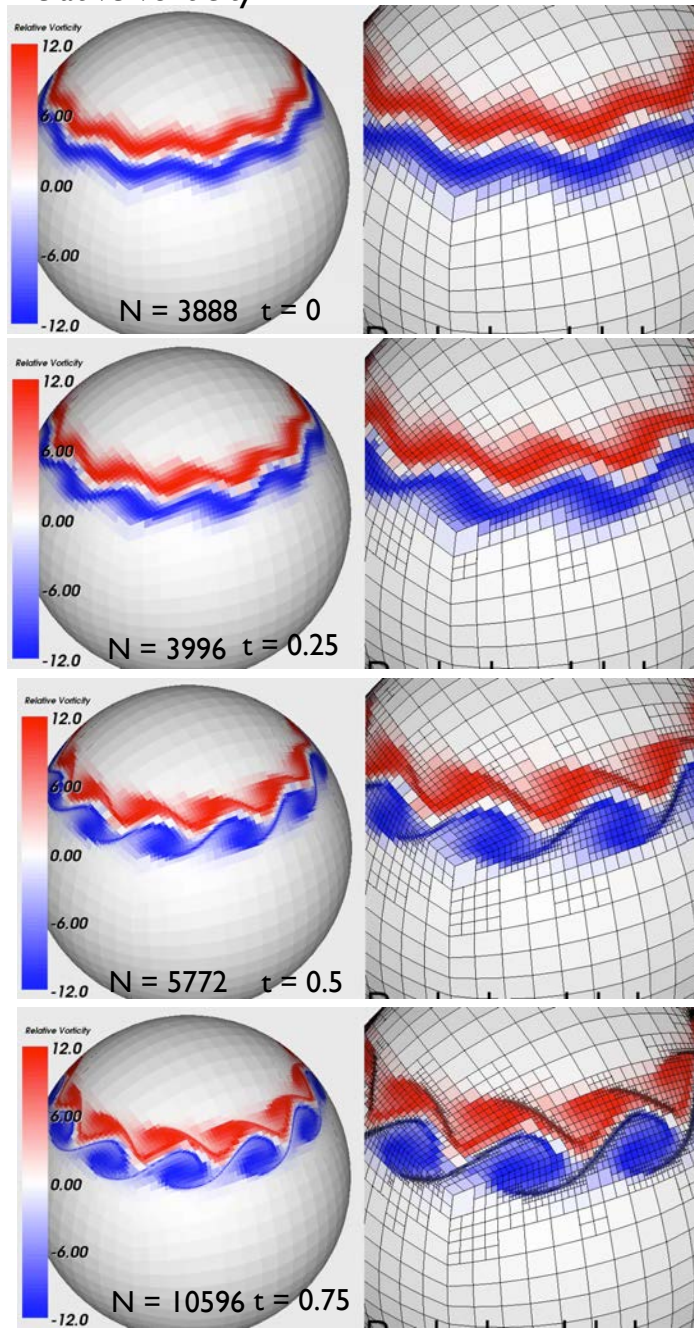 Relative Vorticity
12.0
6.00
0.00
-6.00
-12.0
N = 3888 t = 0
Relative Vorticity
12.0
6.00
0.00
-6.00
-12.0
N = 3996 t = 0.25
Relative Vorticity
12.0
6.00
0.00
-6.00
-12.0
N = 5772 t = 0.5
Relative Vorticity
12.0
6.00
0.00
-6.00
-12.0
N = 10596 t = 0.75